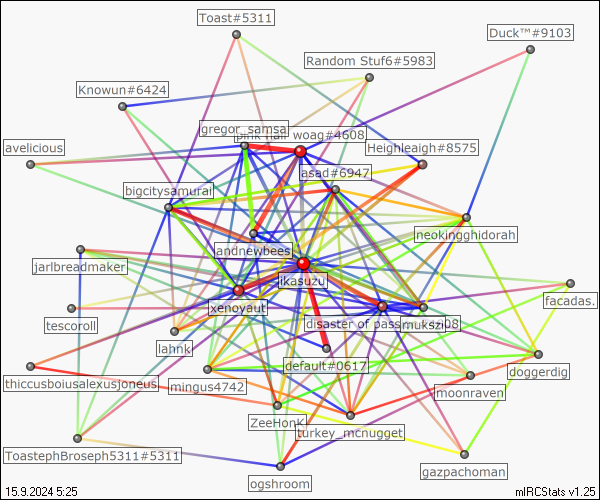 Toast#5311
Duck™#9103
Random Stuf6#5983
Knowun#6424
gregor_samsa
pink hair woag#4608
avelicious
Heighleaigh#8575
asad#6947
bigcitysamurai
neokingghidorah
andnewbees
jarlbreadmaker
ikasuzu
facadas.
xenoyaut
tescoroll
disaster of pass
lahnk
default#0617
doggerdig
thiccusboiusalexusjoneus
mingus4742
moonraven
ZeeHonK
turkey_mcnugget
ToastephBroseph5311#5311
gazpachoman
ogshroom
15.9.2024 5:25
mIRCStats v1.25